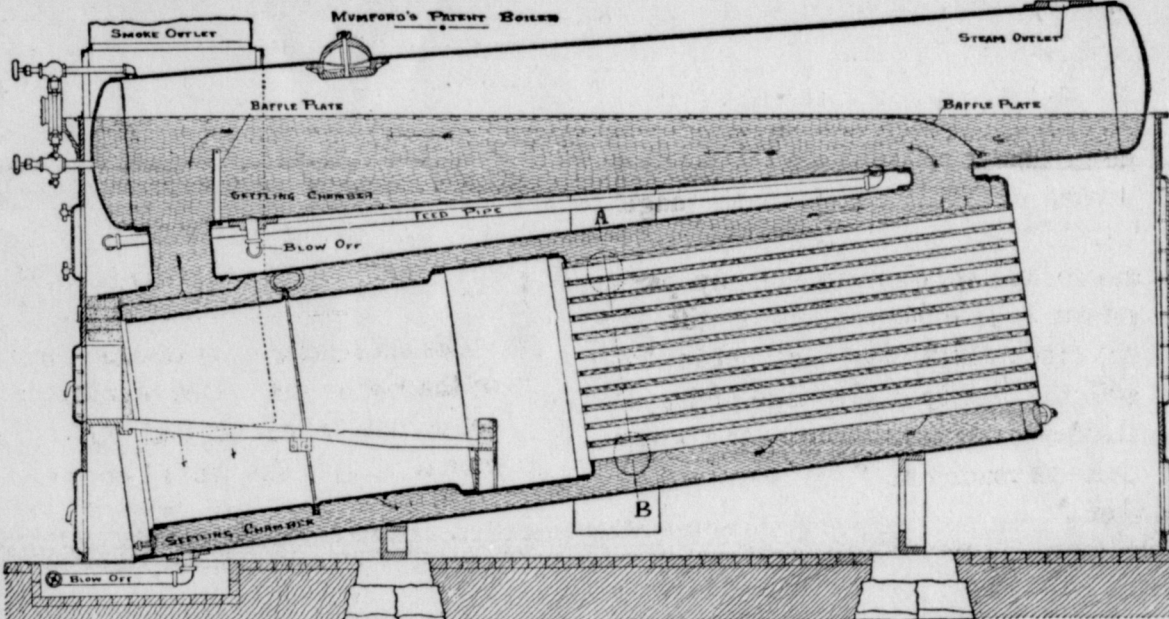 MUMFORD'S PATENT BOILER
SMOKE OUTLET
STEAM OUTLET
BAFFLE PLATE
BAFFLE PLATE
SETTLING CHAMBER
FEED PIPE
A
BLOW OFF
B
SETTLING CHAMBER
BLOW OFF